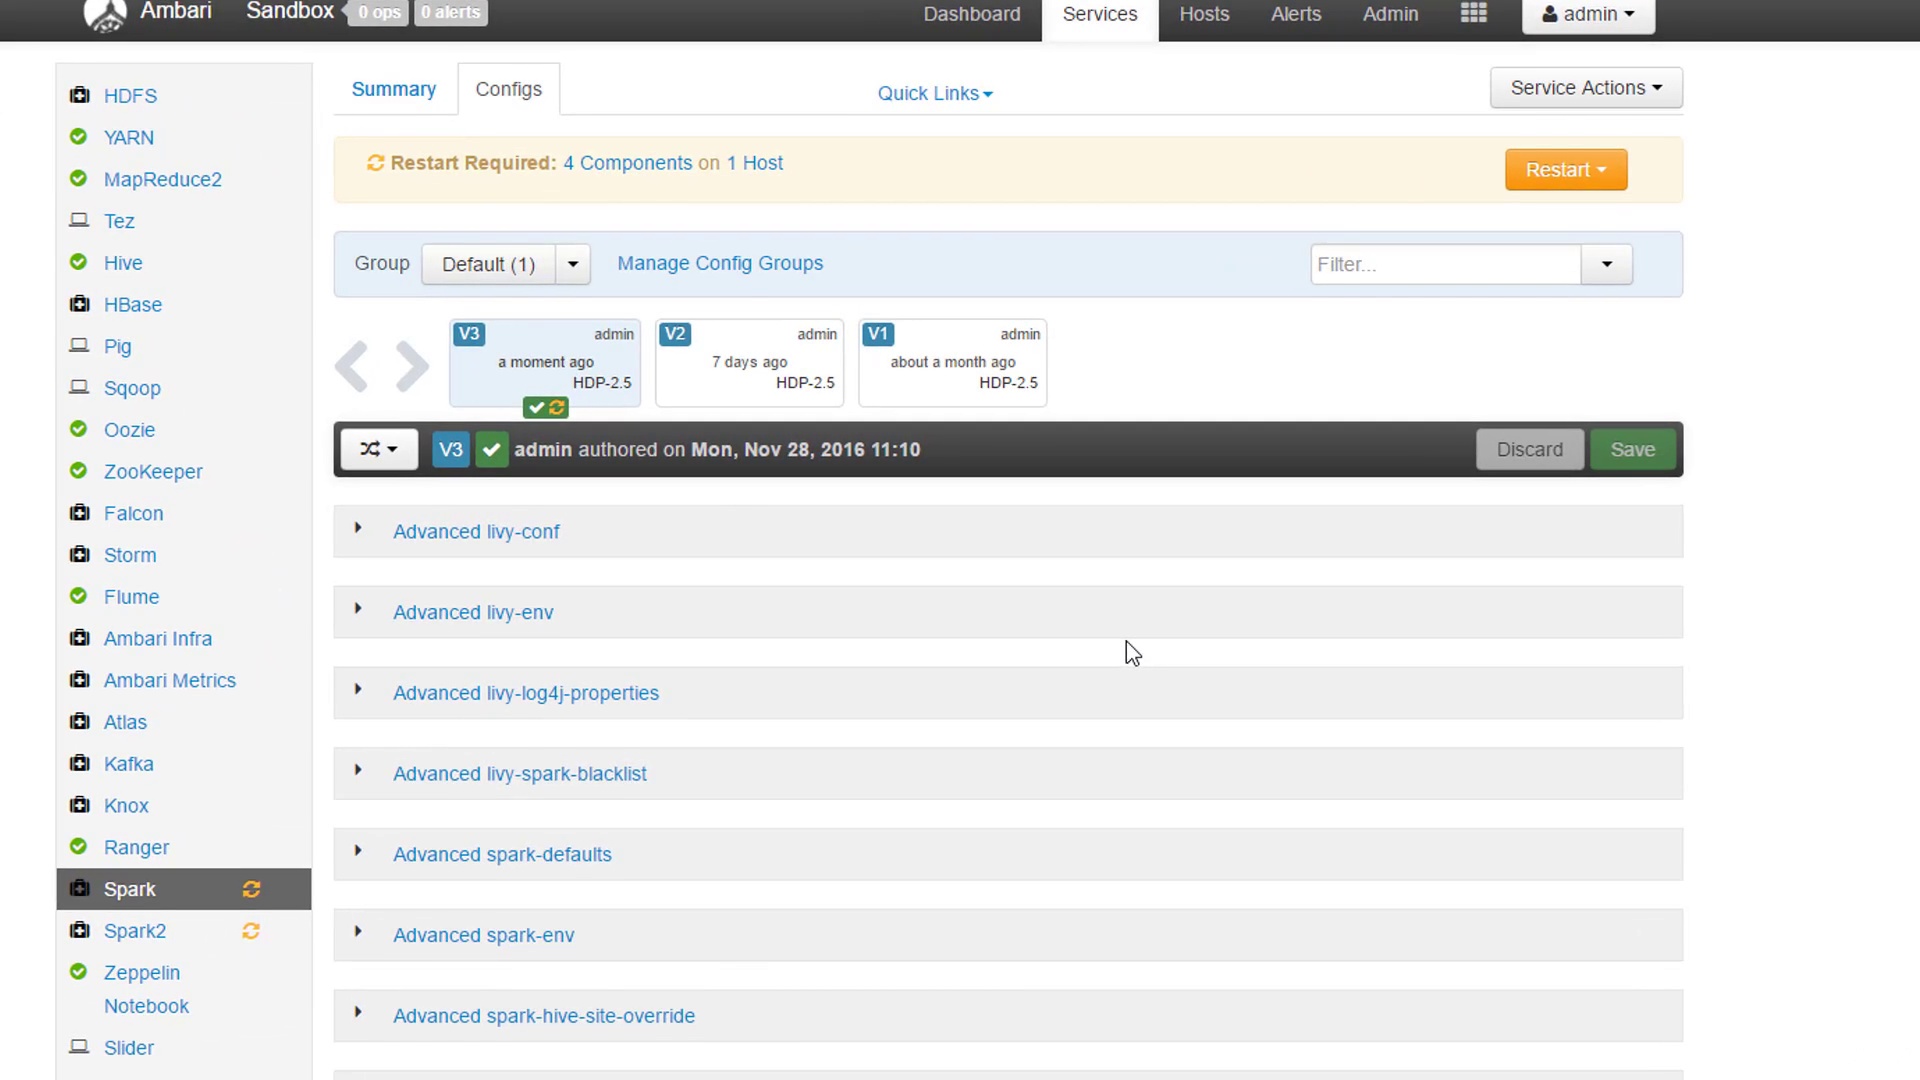 Ambari Sandbox 0 ops 0 alerts Dashboard Services Hosts Alerts Admin admin
HDFS
YARN
MapReduce2
Tez
Hive
HBase
Pig
Sqoop
Oozie
ZooKeeper
Falcon
Storm
Flume
Ambari Infra
Ambari Metrics
Atlas
Kafka
Knox
Ranger
Spark
Spark2
Zeppelin
Notebook
Slider
Summary Configs Quick Links Service Actions
Restart Required: 4 Components on 1 Host Restart
Group Default (1) Manage Config Groups Filter...
V3 admin
a moment ago
HDP-2.5
V2 admin
7 days ago
HDP-2.5
V1 admin
about a month ago
HDP-2.5
V3 admin authored on Mon, Nov 28, 2016 11:10 Discard Save
Advanced livy-conf
Advanced livy-env
Advanced livy-log4j-properties
Advanced livy-spark-blacklist
Advanced spark-defaults
Advanced spark-env
Advanced spark-hive-site-override